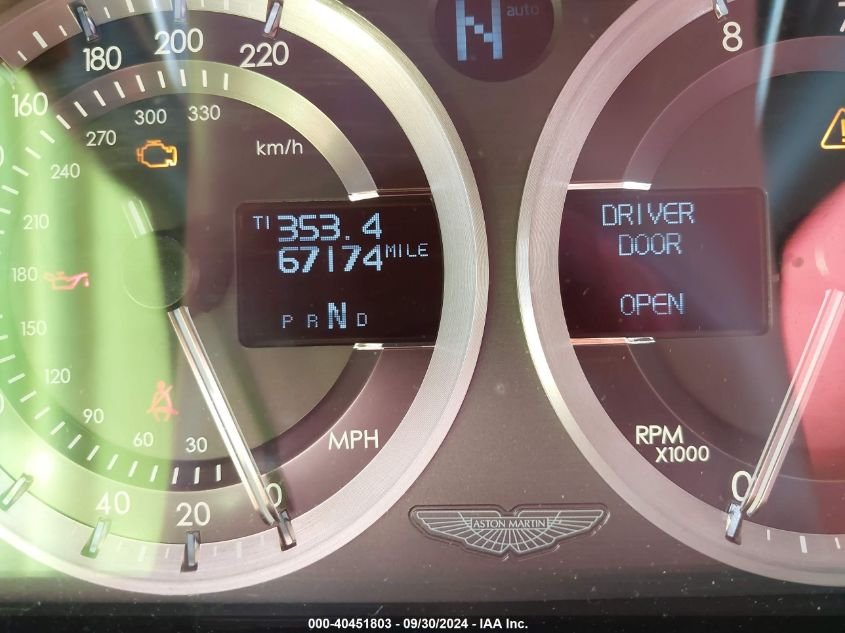 N auto
180
200
220
160
270
300
330
km/h
240
210
180
150
120
90
60
30
MPH
40
20
0
T1 353.4
67174 MILE
P R N D
8
7
DRIVER
DOOR
OPEN
RPM
X1000
0
ASTON MARTIN
000-40451803 - 09/30/2024 - IAA Inc.